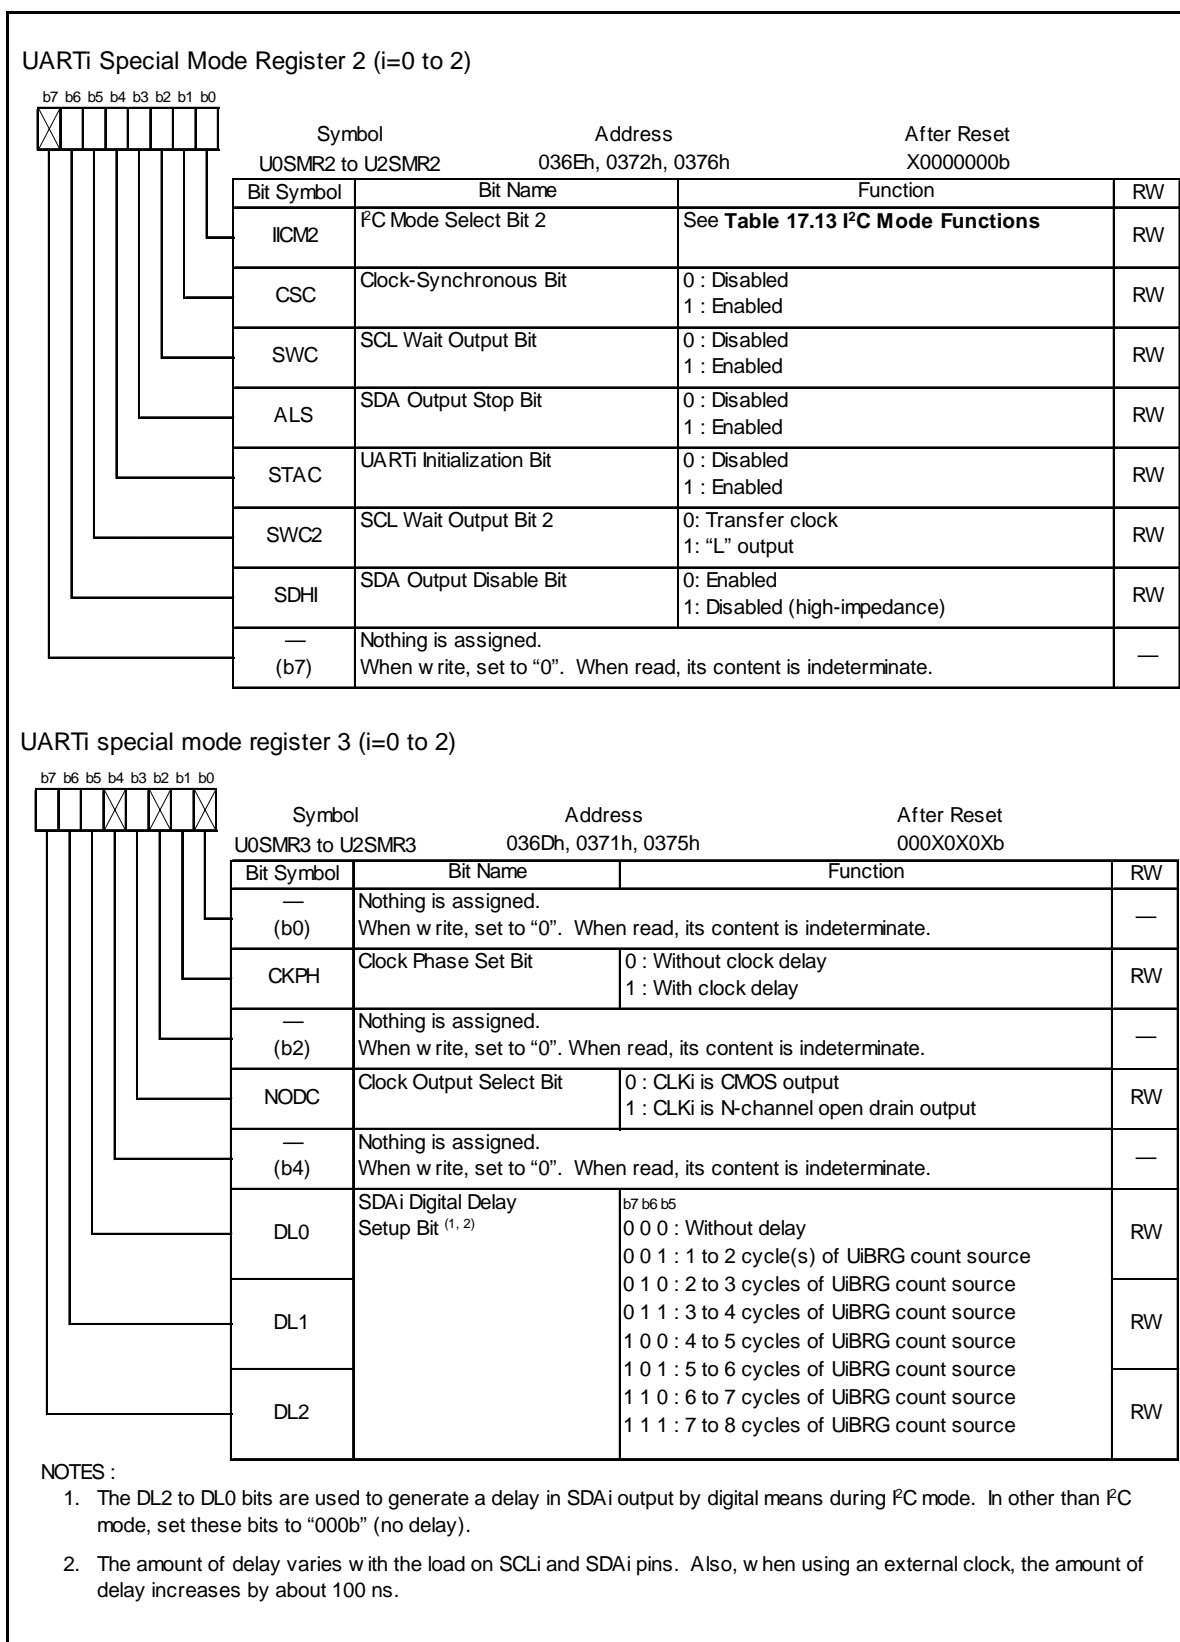 UARTi Special Mode Register 2 (i=0 to 2)
b7 b6 b5 b4 b3 b2 b1 b0
Symbol Address After Reset
U0SMR2 to U2SMR2 036Eh, 0372h, 0376h X0000000b
Bit Symbol Bit Name Function RW
IICM2 I²C Mode Select Bit 2 See Table 17.13 I²C Mode Functions RW
CSC Clock-Synchronous Bit 0 : Disabled RW
1 : Enabled
SWC SCL Wait Output Bit 0 : Disabled RW
1 : Enabled
ALS SDA Output Stop Bit 0 : Disabled RW
1 : Enabled
STAC UARTi Initialization Bit 0 : Disabled RW
1 : Enabled
SWC2 SCL Wait Output Bit 2 0: Transfer clock RW
1: “L” output
SDHI SDA Output Disable Bit 0: Enabled RW
1: Disabled (high-impedance)
— Nothing is assigned. —
(b7) When write, set to “0”. When read, its content is indeterminate.
UARTi special mode register 3 (i=0 to 2)
b7 b6 b5 b4 b3 b2 b1 b0
Symbol Address After Reset
U0SMR3 to U2SMR3 036Dh, 0371h, 0375h 000X0X0Xb
Bit Symbol Bit Name Function RW
— Nothing is assigned. —
(b0) When write, set to “0”. When read, its content is indeterminate.
CKPH Clock Phase Set Bit 0 : Without clock delay RW
1 : With clock delay
— Nothing is assigned. —
(b2) When write, set to “0”. When read, its content is indeterminate.
NODC Clock Output Select Bit 0 : CLKi is CMOS output RW
1 : CLKi is N-channel open drain output
— Nothing is assigned. —
(b4) When write, set to “0”. When read, its content is indeterminate.
SDAi Digital Delay b7 b6 b5
DL0 Setup Bit (1, 2) 0 0 0 : Without delay RW
0 0 1 : 1 to 2 cycle(s) of UiBRG count source
0 1 0 : 2 to 3 cycles of UiBRG count source
DL1 0 1 1 : 3 to 4 cycles of UiBRG count source RW
1 0 0 : 4 to 5 cycles of UiBRG count source
1 0 1 : 5 to 6 cycles of UiBRG count source
DL2 1 1 0 : 6 to 7 cycles of UiBRG count source RW
1 1 1 : 7 to 8 cycles of UiBRG count source
NOTES :
1. The DL2 to DL0 bits are used to generate a delay in SDAi output by digital means during I²C mode. In other than I²C
mode, set these bits to “000b” (no delay).
2. The amount of delay varies with the load on SCLi and SDAi pins. Also, when using an external clock, the amount of
delay increases by about 100 ns.